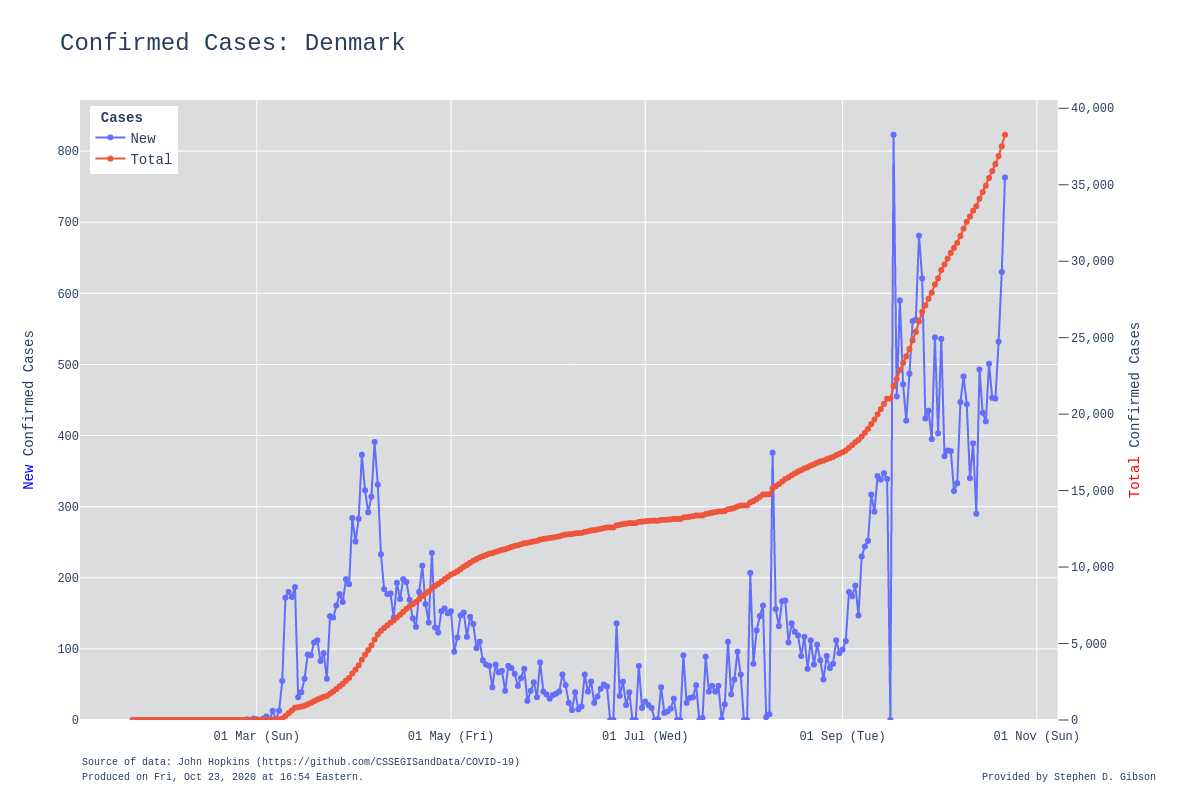 Confirmed Cases: Denmark
Cases
New
Total
800
700
600
500
400
300
200
100
0
New Confirmed Cases
40,000
35,000
30,000
25,000
20,000
15,000
10,000
5,000
0
Total Confirmed Cases
01 Mar (Sun) 01 May (Fri) 01 Jul (Wed) 01 Sep (Tue) 01 Nov (Sun)
Source of data: John Hopkins (https://github.com/CSSEGISandData/COVID-19)
Produced on Fri, Oct 23, 2020 at 16:54 Eastern.
Provided by Stephen D. Gibson